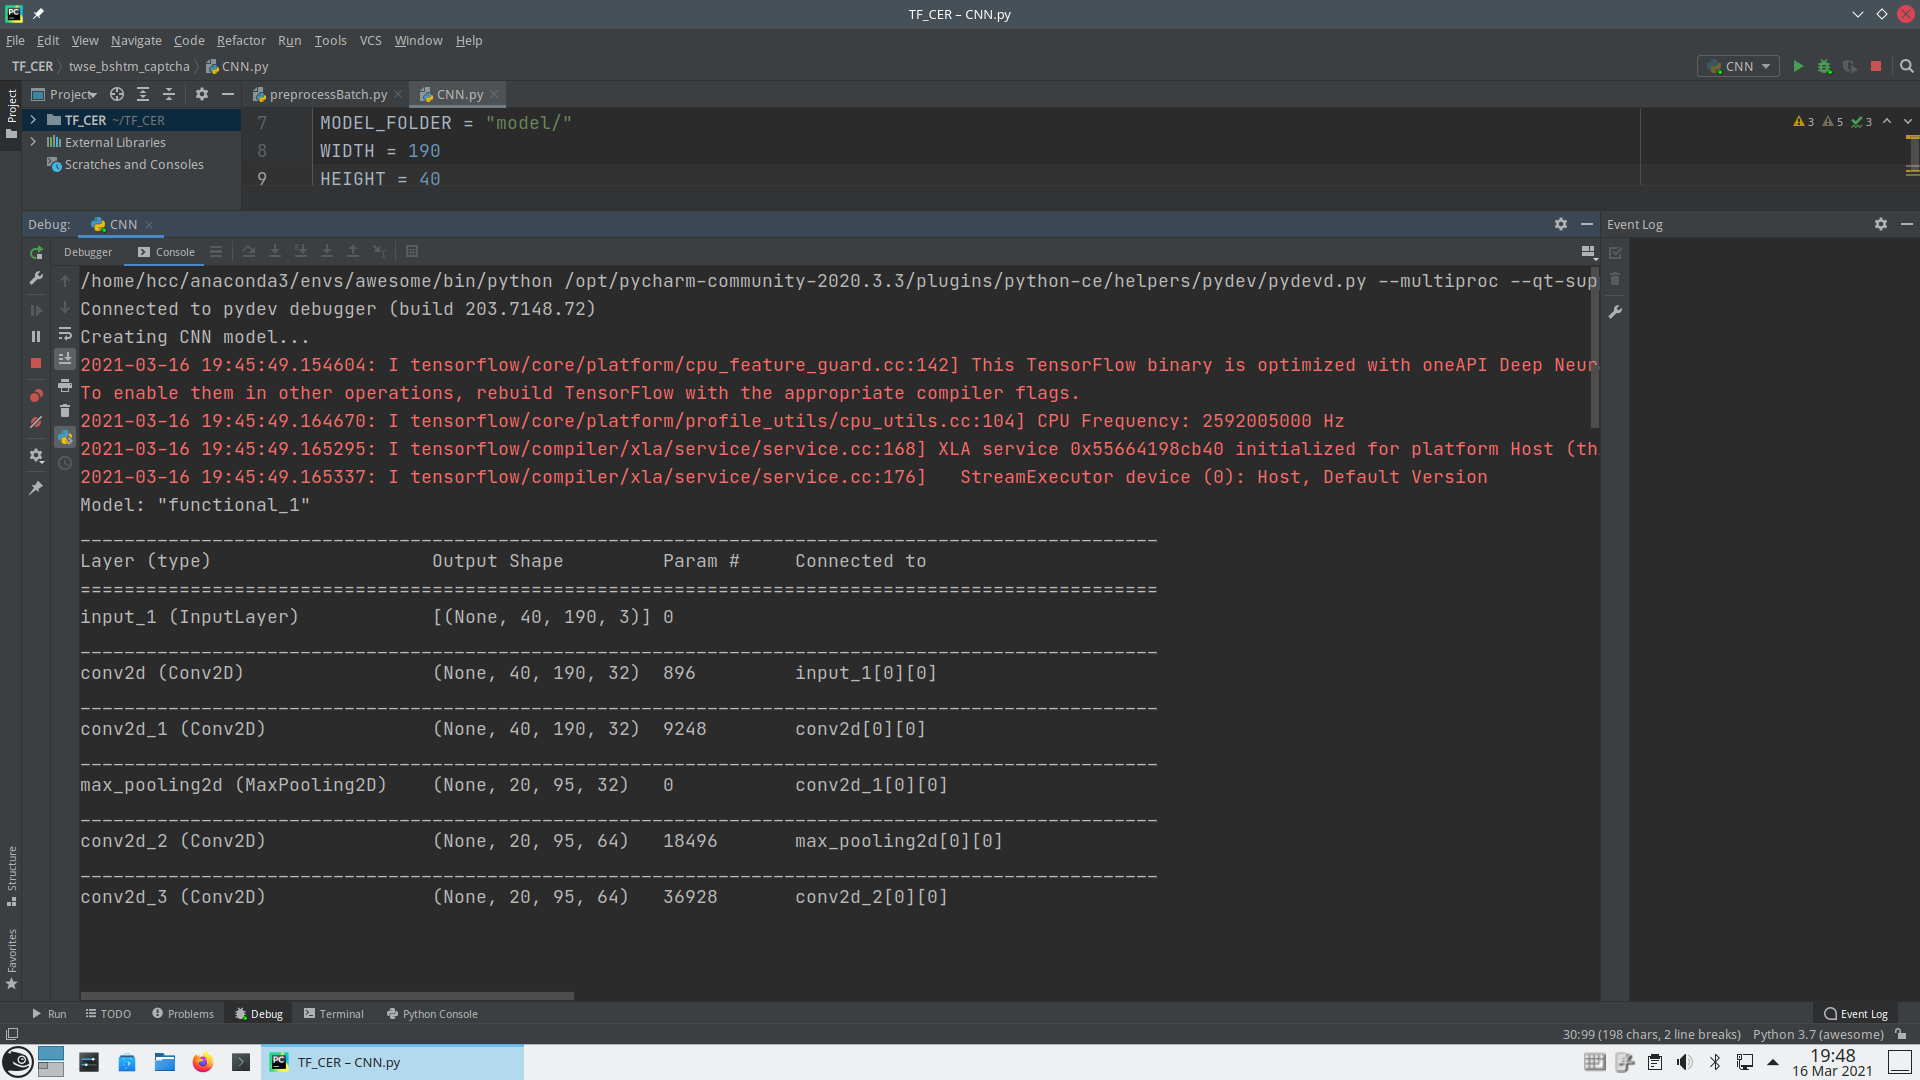 TF_CER – CNN.py
File Edit View Navigate Code Refactor Run Tools VCS Window Help
TF_CER twse_bshtm_captcha CNN.py
CNN
Project
Project
preprocessBatch.py
CNN.py
TF_CER ~/TF_CER
External Libraries
Scratches and Consoles
7 MODEL_FOLDER = "model/"
8 WIDTH = 190
9 HEIGHT = 40
3 5 3
Debug: CNN
Event Log
Debugger Console
/home/hcc/anaconda3/envs/awesome/bin/python /opt/pycharm-community-2020.3.3/plugins/python-ce/helpers/pydev/pydevd.py --multiproc --qt-sup
Connected to pydev debugger (build 203.7148.72)
Creating CNN model...
2021-03-16 19:45:49.154604: I tensorflow/core/platform/cpu_feature_guard.cc:142] This TensorFlow binary is optimized with oneAPI Deep Neur
To enable them in other operations, rebuild TensorFlow with the appropriate compiler flags.
2021-03-16 19:45:49.164670: I tensorflow/core/platform/profile_utils/cpu_utils.cc:104] CPU Frequency: 2592005000 Hz
2021-03-16 19:45:49.165295: I tensorflow/compiler/xla/service/service.cc:168] XLA service 0x55664198cb40 initialized for platform Host (th
2021-03-16 19:45:49.165337: I tensorflow/compiler/xla/service/service.cc:176]   StreamExecutor device (0): Host, Default Version
Model: "functional_1"
__________________________________________________________________________________________________
Layer (type)                    Output Shape         Param #     Connected to
==================================================================================================
input_1 (InputLayer)            [(None, 40, 190, 3)] 0
__________________________________________________________________________________________________
conv2d (Conv2D)                 (None, 40, 190, 32)  896         input_1[0][0]
__________________________________________________________________________________________________
conv2d_1 (Conv2D)               (None, 40, 190, 32)  9248        conv2d[0][0]
__________________________________________________________________________________________________
max_pooling2d (MaxPooling2D)    (None, 20, 95, 32)   0           conv2d_1[0][0]
__________________________________________________________________________________________________
conv2d_2 (Conv2D)               (None, 20, 95, 64)   18496       max_pooling2d[0][0]
__________________________________________________________________________________________________
conv2d_3 (Conv2D)               (None, 20, 95, 64)   36928       conv2d_2[0][0]
Structure
Favorites
Run TODO Problems Debug Terminal Python Console
Event Log
30:99 (198 chars, 2 line breaks) Python 3.7 (awesome)
TF_CER – CNN.py
19:48
16 Mar 2021